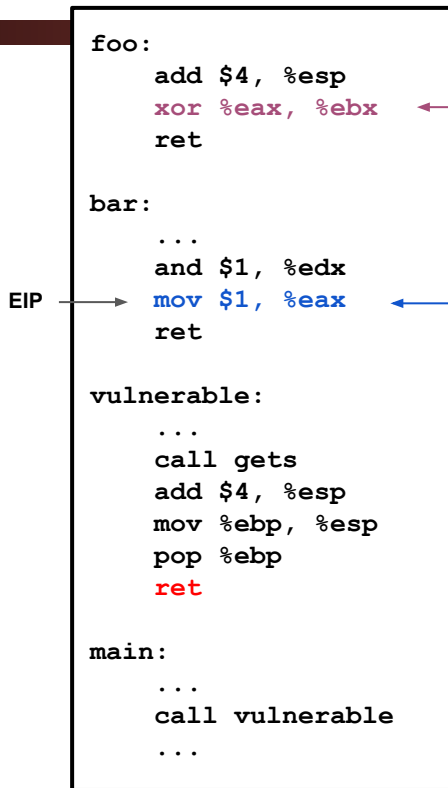 foo:
add $4, %esp
xor %eax, %ebx
ret
bar:
...
and $1, %edx
EIP
mov $1, %eax
ret
vulnerable:
...
call gets
add $4, %esp
mov %ebp, %esp
pop %ebp
ret
main:
...
call vulnerable
...